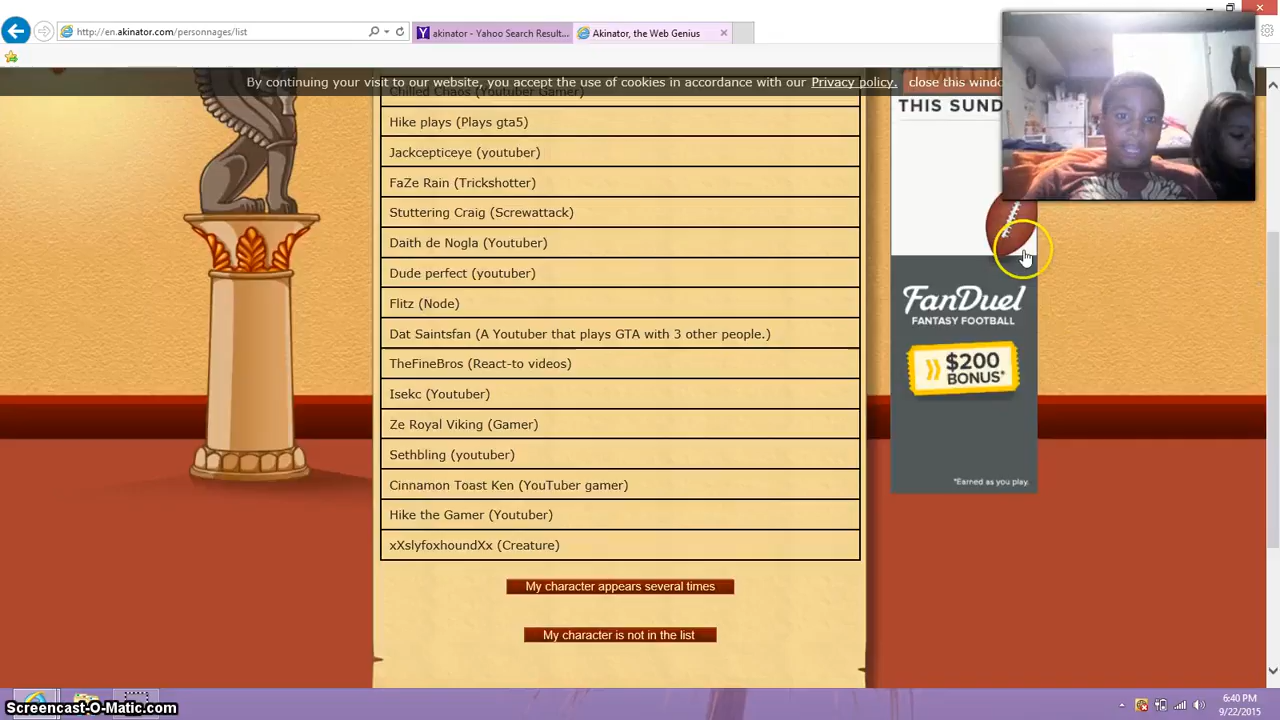 http://en.akinator.com/personnages/list
akinator - Yahoo Search Result...
Akinator, the Web Genius
By continuing your visit to our website, you accept the use of cookies in accordance with our Privacy policy. close this windo
Chilled Chaos (Youtuber Gamer)
Hike plays (Plays gta5)
Jackcepticeye (youtuber)
FaZe Rain (Trickshotter)
Stuttering Craig (Screwattack)
Daith de Nogla (Youtuber)
Dude perfect (youtuber)
Flitz (Node)
Dat Saintsfan (A Youtuber that plays GTA with 3 other people.)
TheFineBros (React-to videos)
Isekc (Youtuber)
Ze Royal Viking (Gamer)
Sethbling (youtuber)
Cinnamon Toast Ken (YouTuber gamer)
Hike the Gamer (Youtuber)
xXslyfoxhoundXx (Creature)
My character appears several times
My character is not in the list
THIS SUND
FanDuel
FANTASY FOOTBALL
$200
BONUS*
*Earned as you play.
Screencast-O-Matic.com
6:40 PM
9/22/2015